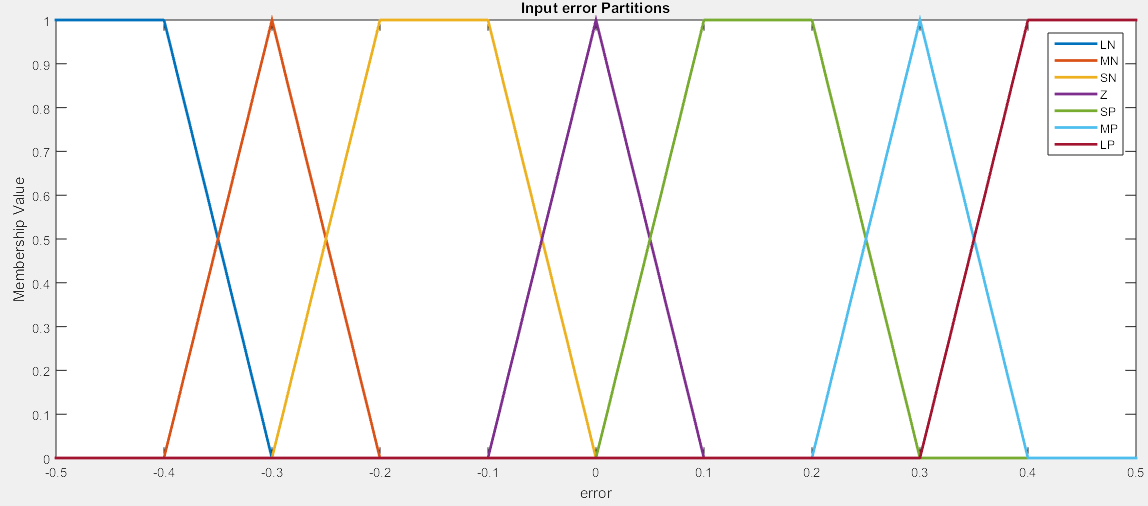 Input error Partitions
1
0.9
0.8
0.7
0.6
0.5
0.4
0.3
0.2
0.1
0
Membership Value
LN
MN
SN
Z
SP
MP
LP
-0.5 -0.4 -0.3 -0.2 -0.1 0 0.1 0.2 0.3 0.4 0.5
error